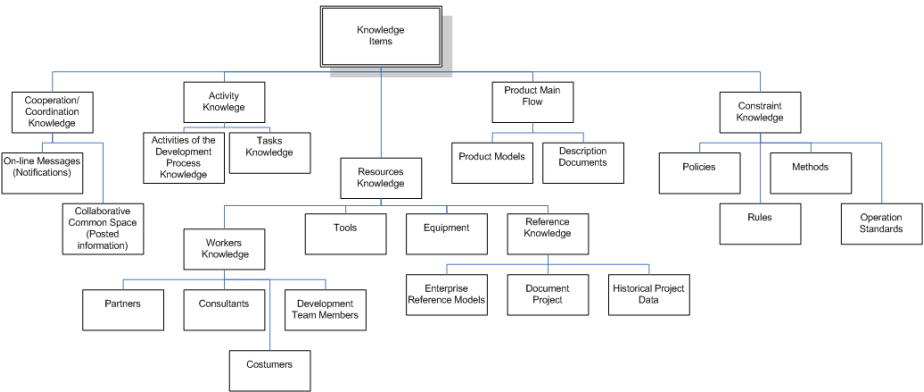 Knowledge
Items
Cooperation/
Coordination
Knowledge
Activity
Knowlege
Product Main
Flow
Constraint
Knowledge
On-line Messages
(Notifications)
Collaborative
Common Space
(Posted
information)
Activities of the
Development
Process
Knowledge
Tasks
Knowledge
Resources
Knowledge
Product Models
Description
Documents
Policies
Methods
Rules
Operation
Standards
Workers
Knowledge
Tools
Equipment
Reference
Knowledge
Partners
Consultants
Development
Team Members
Costumers
Enterprise
Reference Models
Document
Project
Historical Project
Data